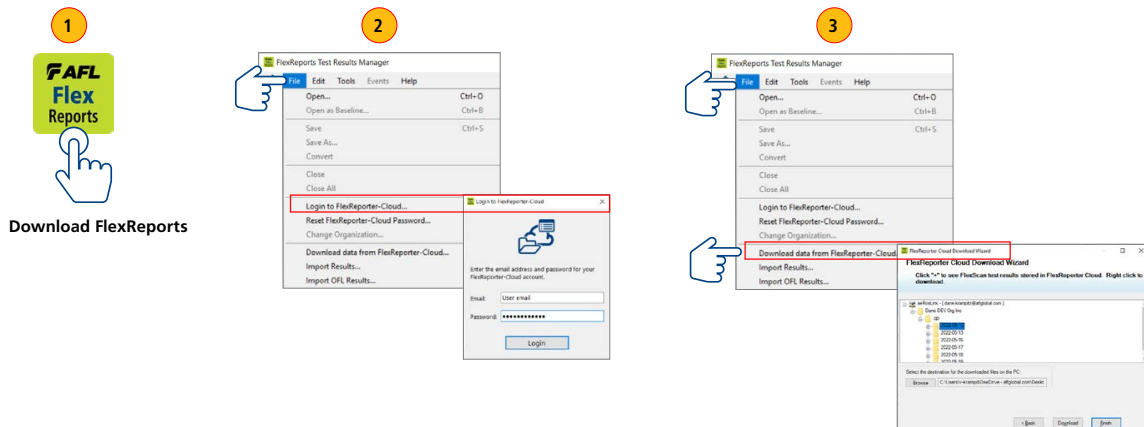 1
AFL
Flex
Reports
Download FlexReports
2
FlexReports Test Results Manager
File Edit Tools Events Help
Open... Ctrl+O
Open as Baseline... Ctrl+B
Save Ctrl+S
Save As...
Convert
Close
Close All
Login to FlexReporter-Cloud...
Reset FlexReporter-Cloud Password...
Change Organization...
Download data from FlexReporter-Cloud...
Import Results...
Import OFL Results...
Login to FlexReporter-Cloud
Enter the email address and password for your
FlexReporter-Cloud account.
Email: User email
Password:
Login
3
FlexReports Test Results Manager
File Edit Tools Events Help
Open... Ctrl+O
Open as Baseline... Ctrl+B
Save Ctrl+S
Save As...
Convert
Close
Close All
Login to FlexReporter-Cloud...
Reset FlexReporter-Cloud Password...
Change Organization...
Download data from FlexReporter-Cloud
Import Results...
Import OFL Results...
FlexReporter Cloud Download Wizard
FlexReporter Cloud Download Wizard
Click "+" to see FlexScan test results stored in FlexReporter Cloud. Right click to
download.
Dane DEV Org Inc
2022-05-13
2022-05-16
2022-05-17
2022-05-18
2022-05-19
Select the destination for the downloaded files on the PC:
Browse
< Back Download Finish